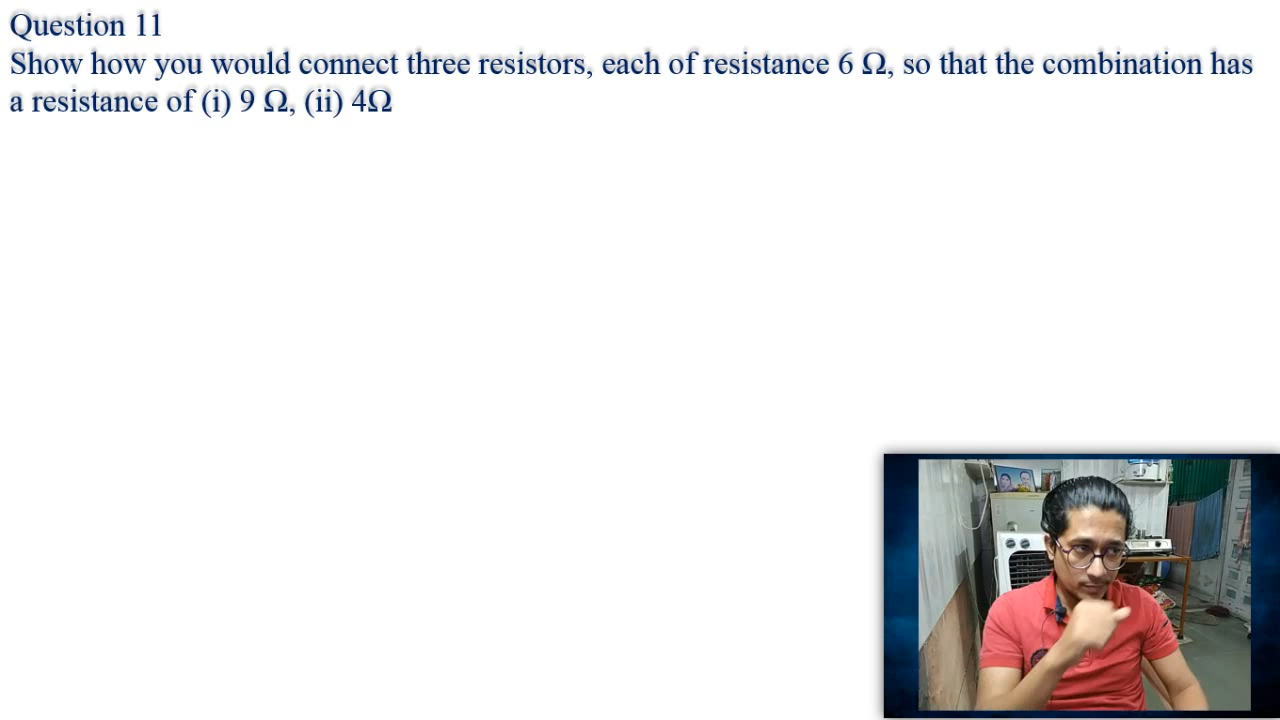 Question 11
Show how you would connect three resistors, each of resistance 6 Ω, so that the combination has
a resistance of (i) 9 Ω, (ii) 4Ω